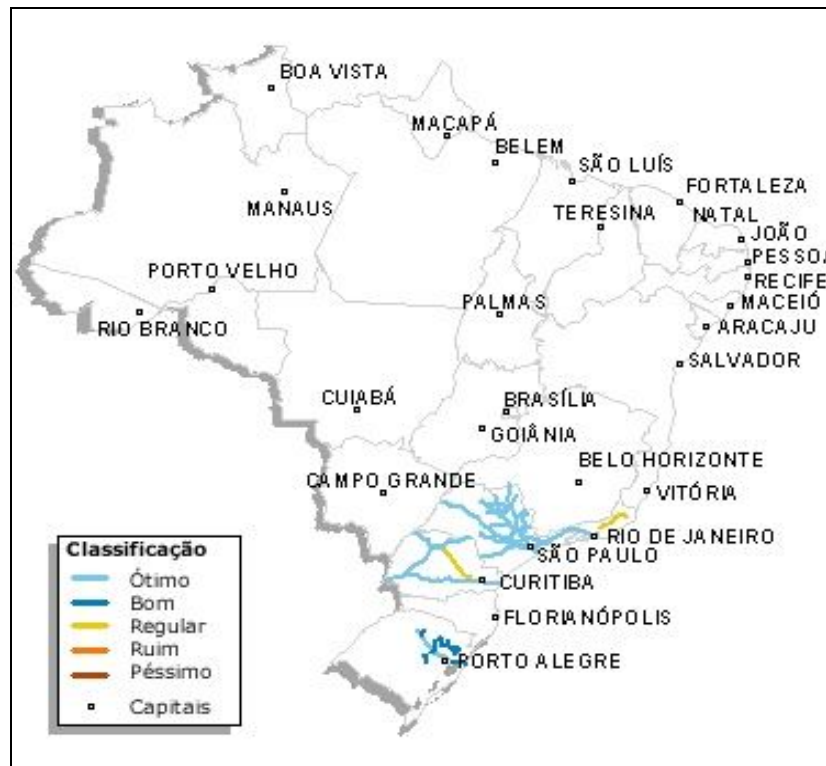 BOA VISTA
MACAPÁ
BELEM
SÃO LUÍS
FORTALEZA
MANAUS
TERESINA
NATAL
JOÃO
PESSOA
PORTO VELHO
RECIFE
PALMAS
MACEIÓ
RIO BRANCO
ARACAJU
SALVADOR
CUIABÁ
BRASÍLIA
GOIÂNIA
BELO HORIZONTE
CAMPO GRANDE
VITÓRIA
RIO DE JANEIRO
SÃO PAULO
CURITIBA
FLORIANÓPOLIS
PORTO ALEGRE
Classificação
Ótimo
Bom
Regular
Ruim
Péssimo
Capitais